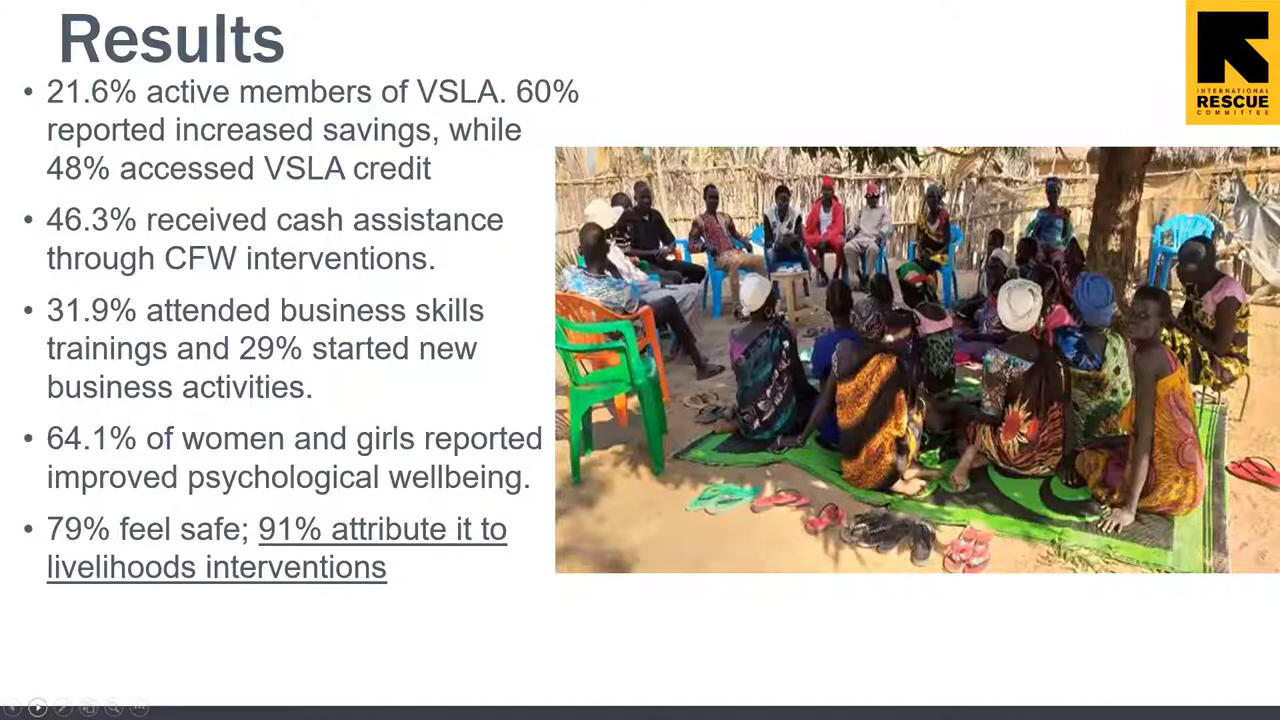 Results
• 21.6% active members of VSLA. 60%
reported increased savings, while
48% accessed VSLA credit
• 46.3% received cash assistance
through CFW interventions.
• 31.9% attended business skills
trainings and 29% started new
business activities.
• 64.1% of women and girls reported
improved psychological wellbeing.
• 79% feel safe; 91% attribute it to
livelihoods interventions
INTERNATIONAL
RESCUE
COMMITTEE